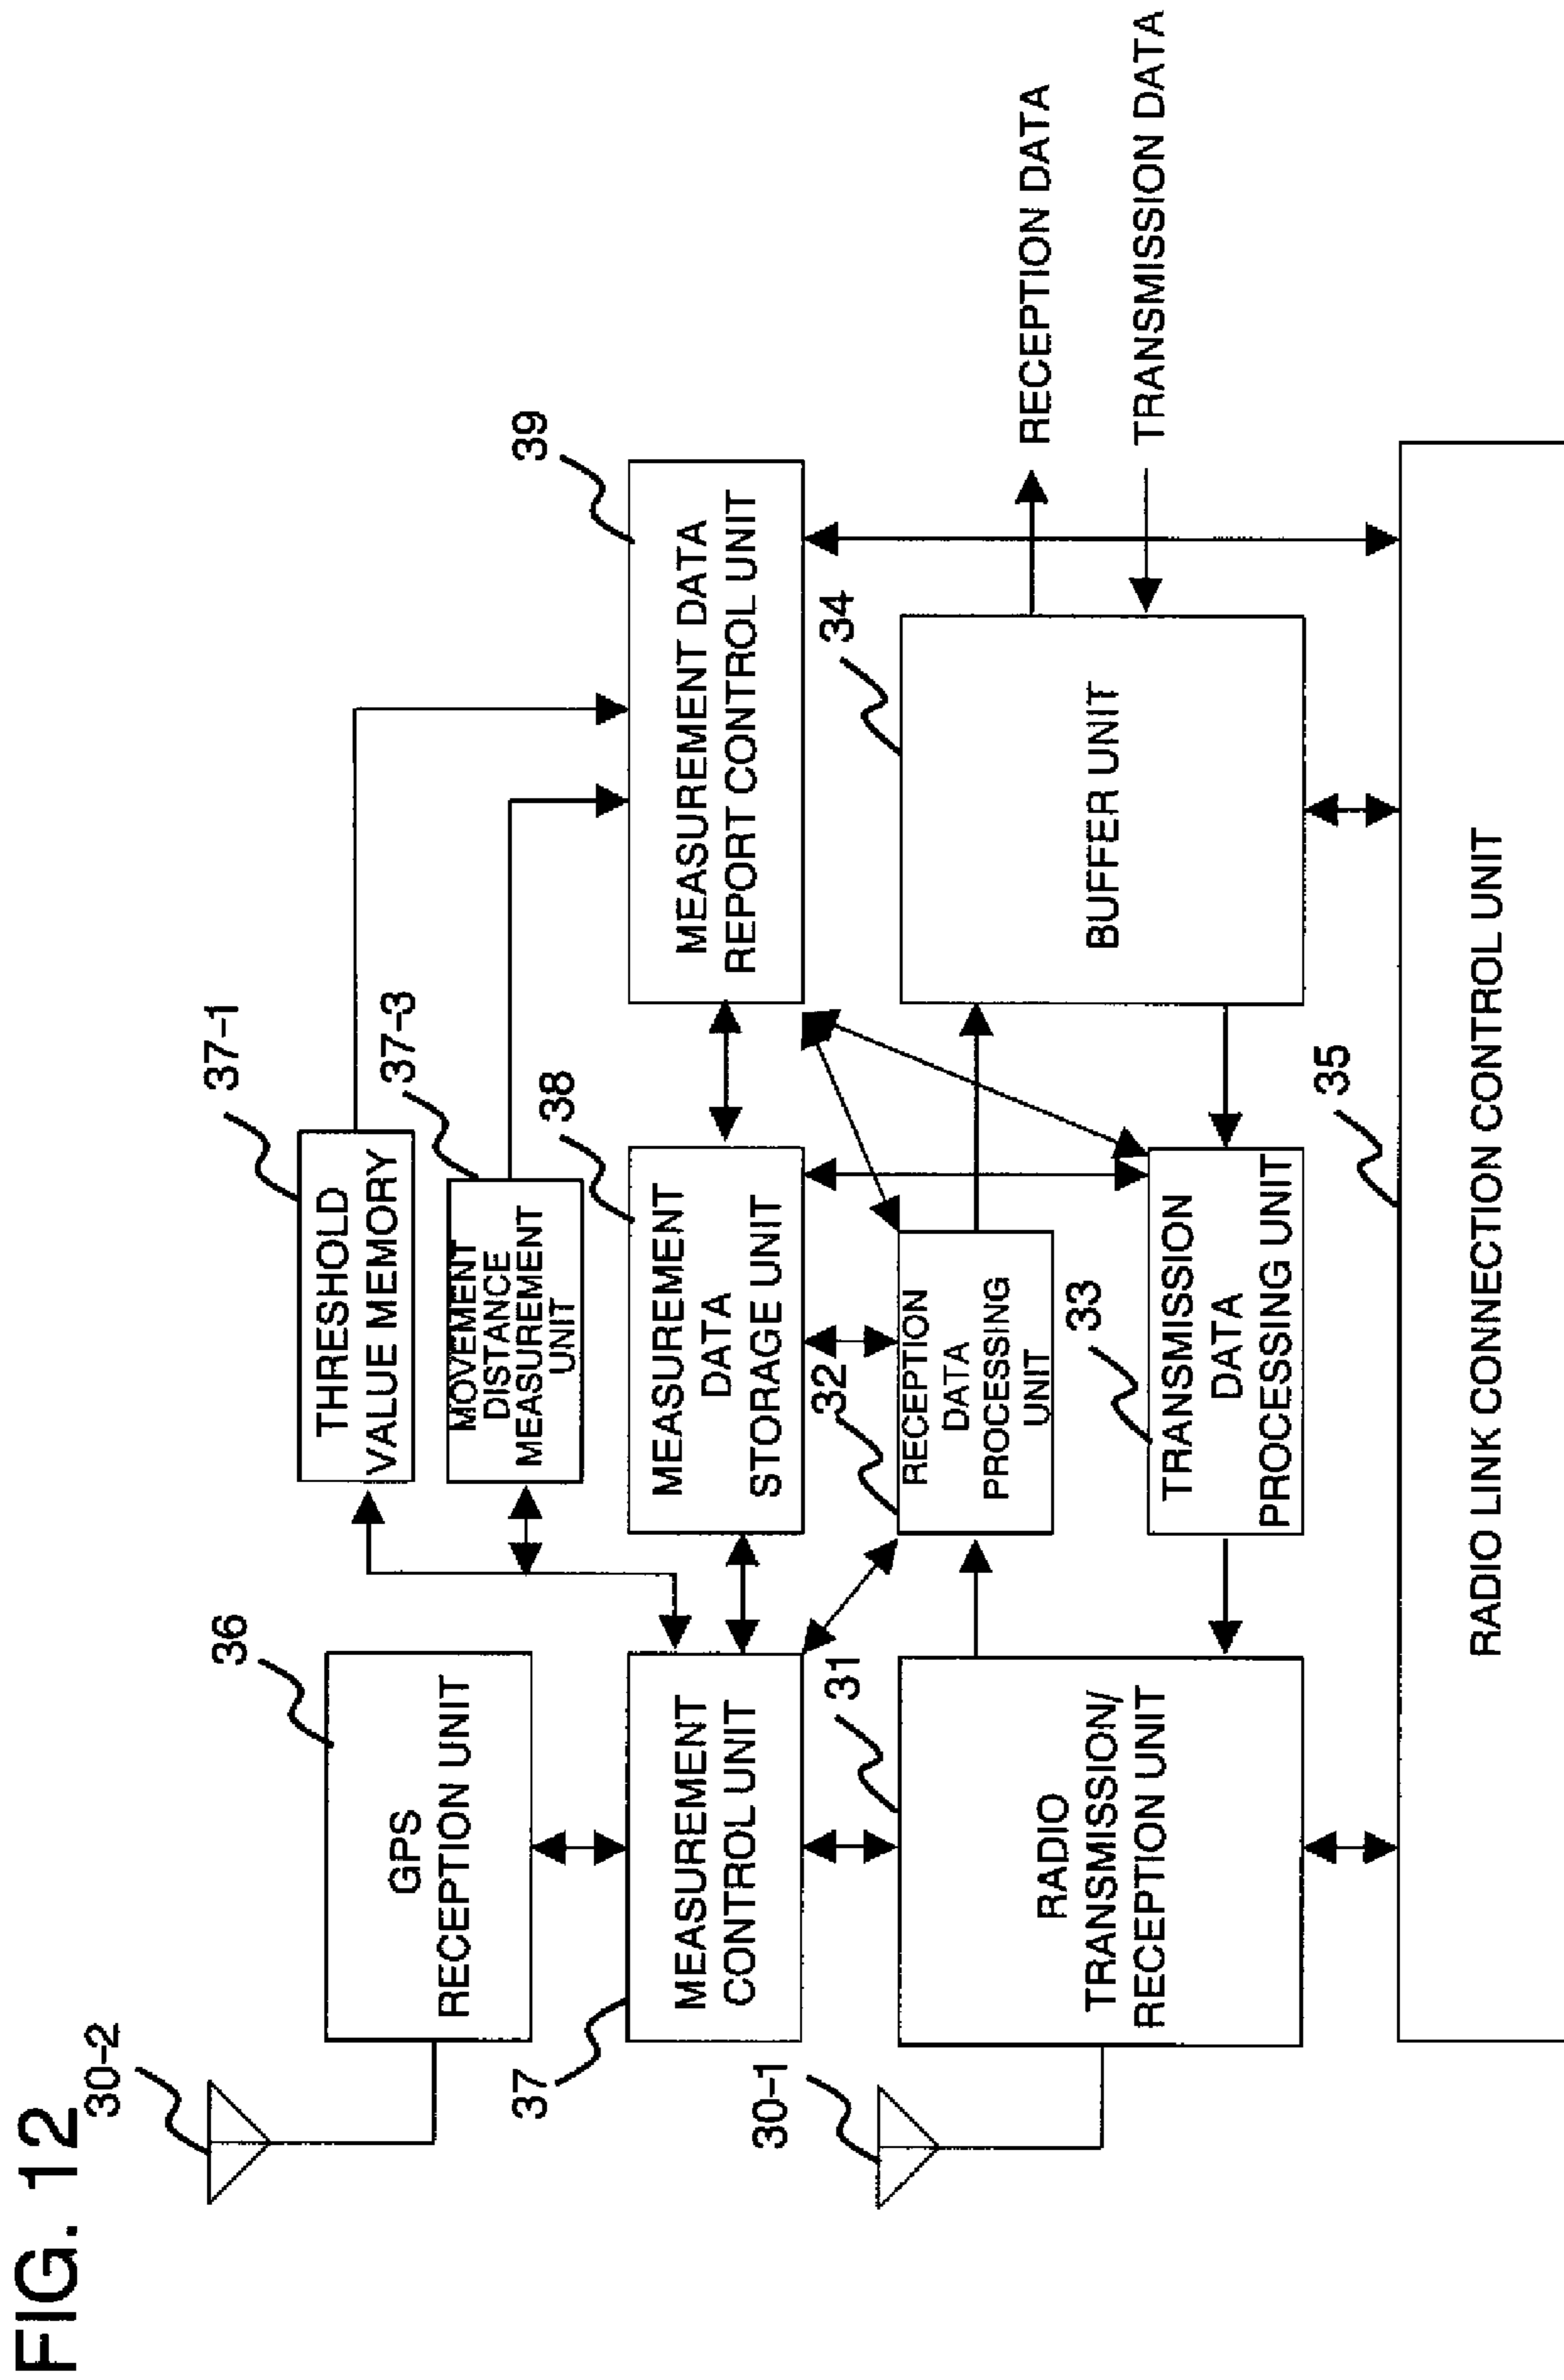 FIG. 12
30-2
36
GPS
RECEPTION UNIT
37-1
THRESHOLD
VALUE MEMORY
37-3
MOVEMENT
DISTANCE
MEASUREMENT
UNIT
37
MEASUREMENT
CONTROL UNIT
38
MEASUREMENT
DATA
STORAGE UNIT
39
MEASUREMENT DATA
REPORT CONTROL UNIT
30-1
31
RADIO
TRANSMISSION/
RECEPTION UNIT
32
RECEPTION
DATA
PROCESSING
UNIT
33
TRANSMISSION
DATA
PROCESSING UNIT
34
BUFFER UNIT
RECEPTION DATA
TRANSMISSION DATA
35
RADIO LINK CONNECTION CONTROL UNIT